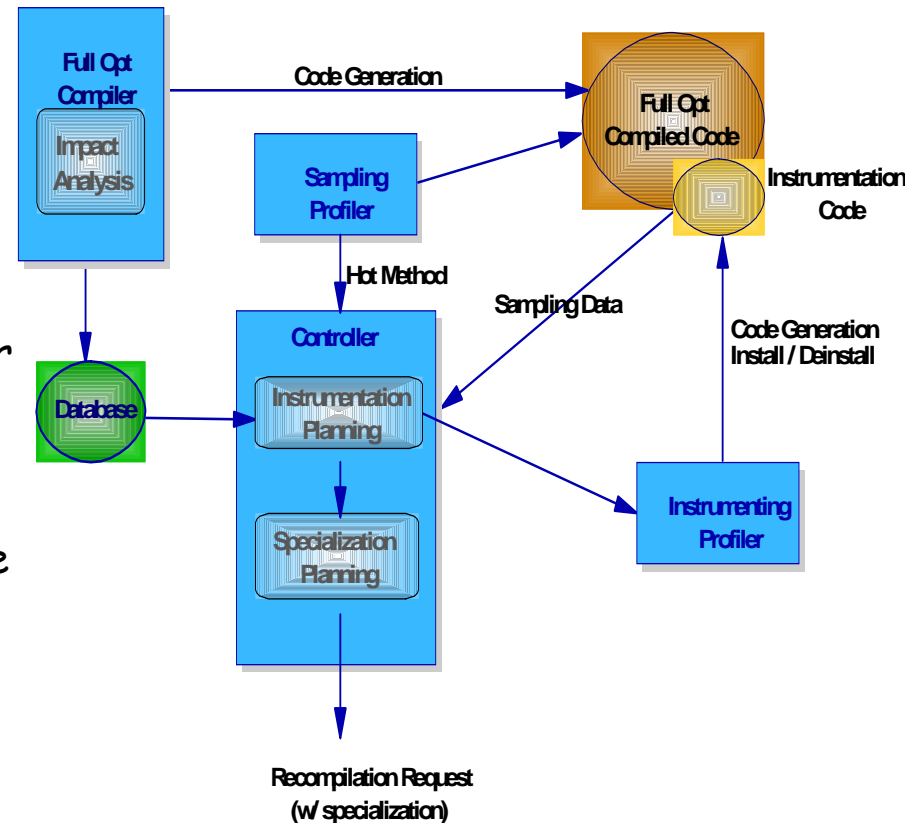 Full Opt
Compiler
Impact
Analysis
Code Generation
Full Opt
Compiled Code
Sampling
Profiler
Instrumentation
Code
Hot Method
Sampling Data
Code Generation
Install / Deinstall
Controller
Database
Instrumentation
Planning
Specialization
Planning
Instrumenting
Profiler
Recompilation Request
(w/ specialization)
r
e